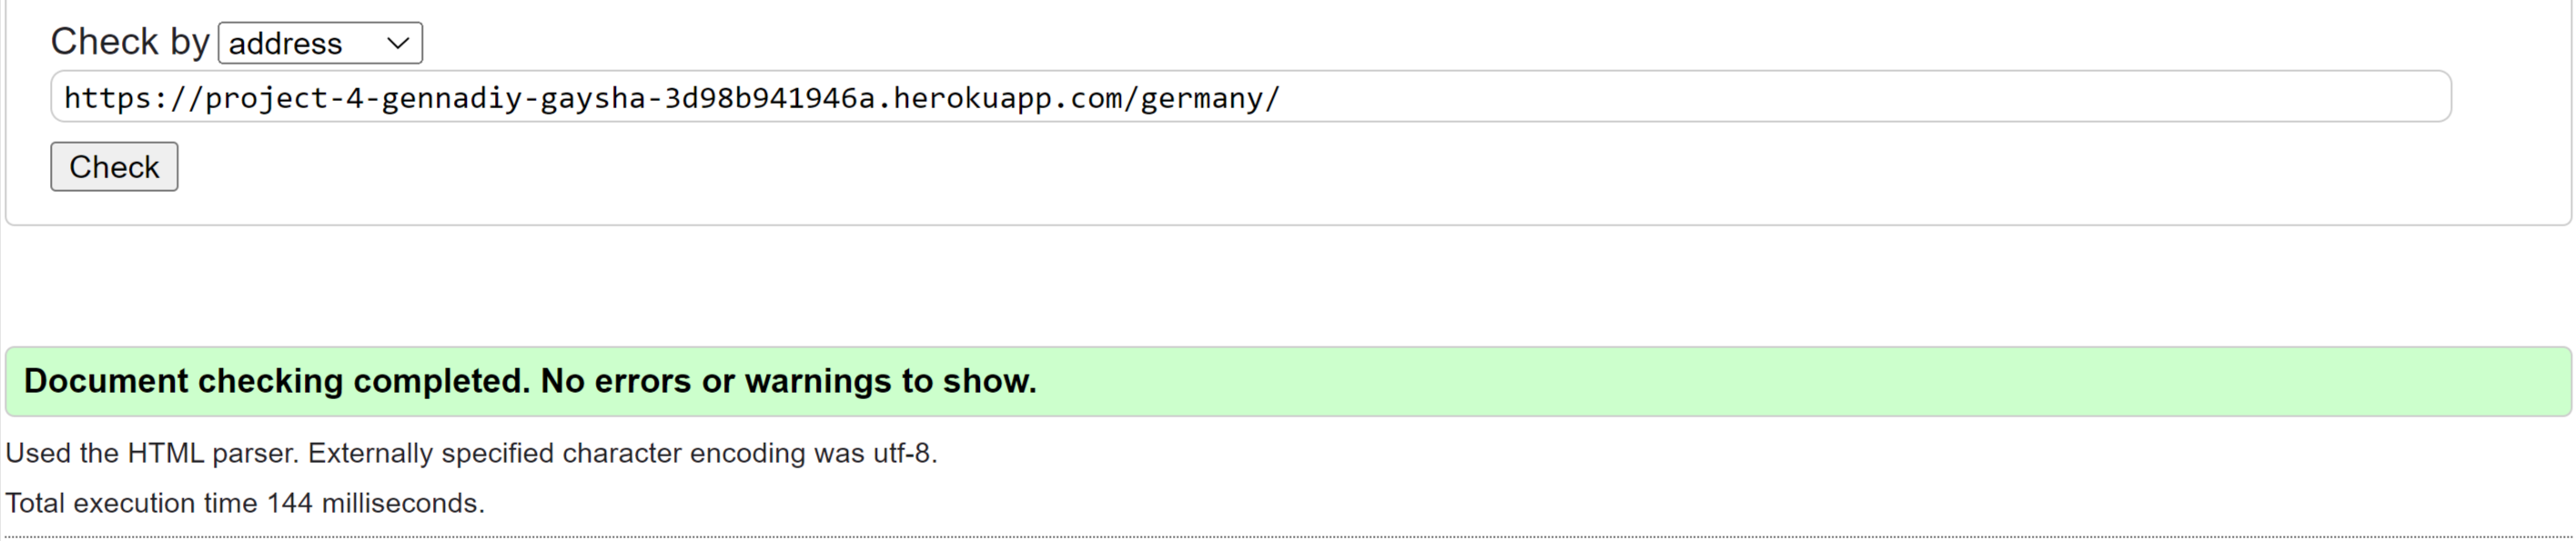 Check by address
https://project-4-gennadiy-gaysha-3d98b941946a.herokuapp.com/germany/
Check
Document checking completed. No errors or warnings to show.
Used the HTML parser. Externally specified character encoding was utf-8.
Total execution time 144 milliseconds.